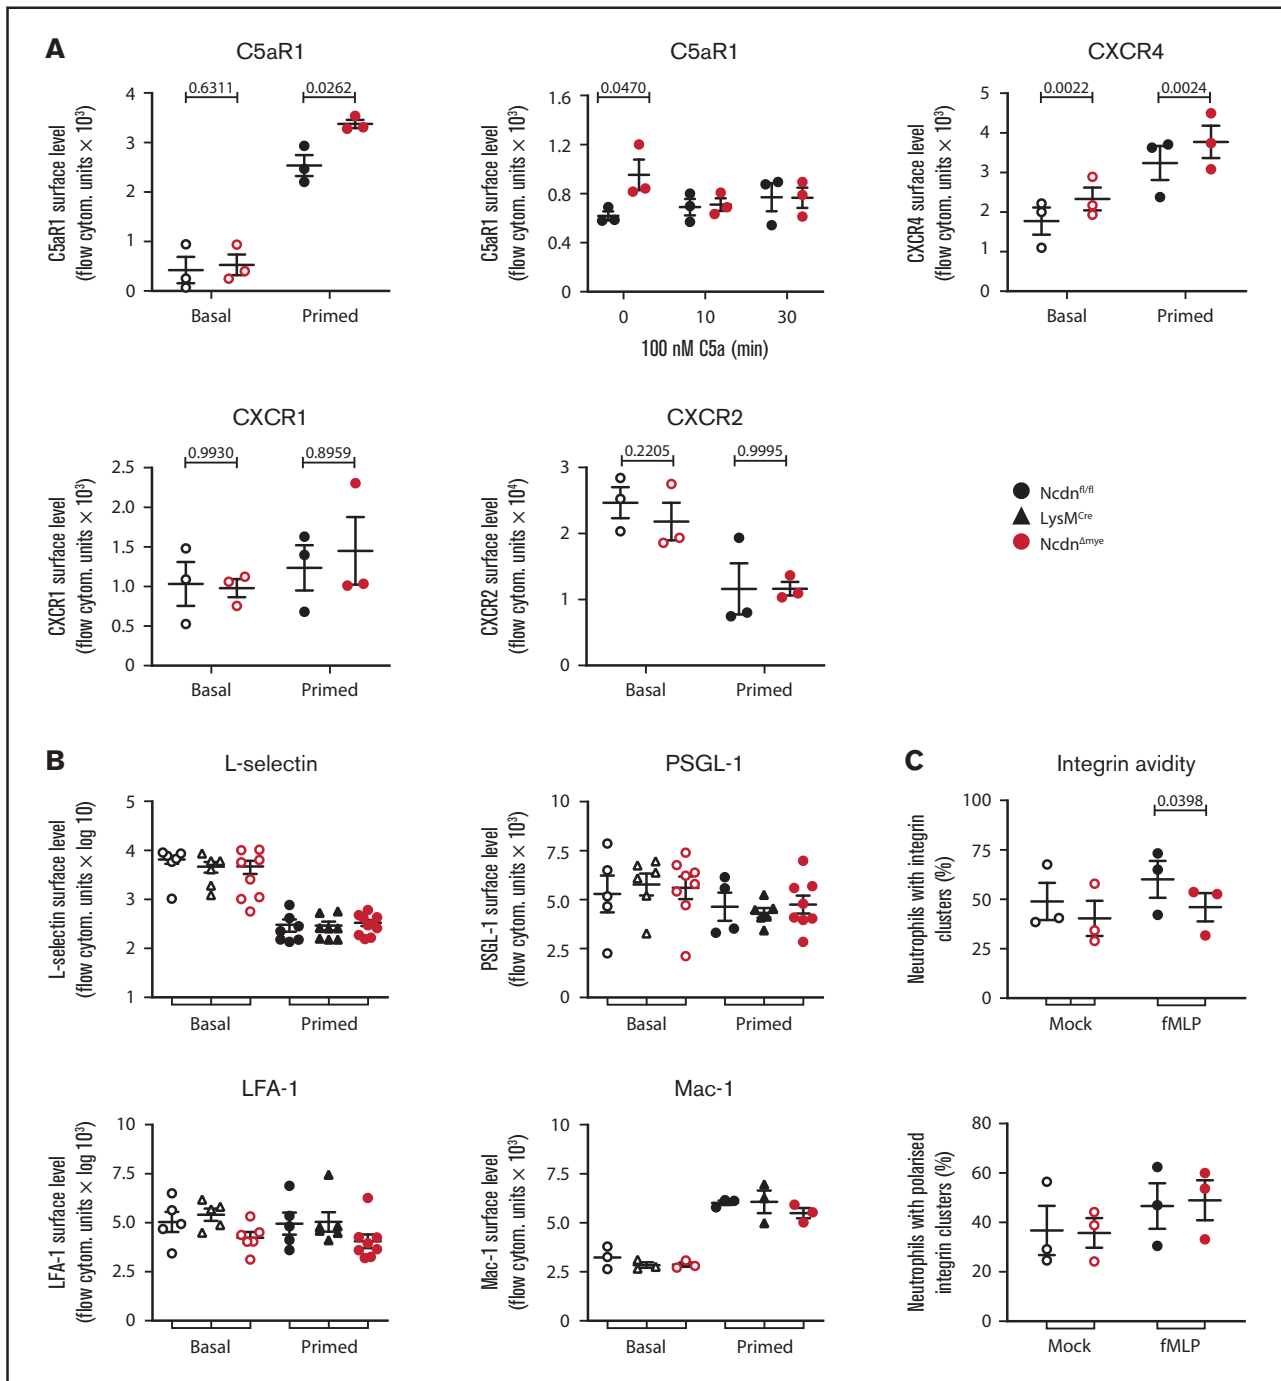 A
C5aR1
C5aR1 surface level
(flow cytom. units × 10³)
4
3
2
1
0
0.6311
0.0262
Basal
Primed
C5aR1
C5aR1 surface level
(flow cytom. units × 10³)
1.6
1.2
0.8
0.4
0
0.0470
0
10
30
100 nM C5a (min)
CXCR4
CXCR4 surface level
(flow cytom. units × 10³)
5
4
3
2
1
0
0.0022
0.0024
Basal
Primed
CXCR1
CXCR1 surface level
(flow cytom. units × 10³)
2.5
2.0
1.5
1.0
0.5
0
0.9930
0.8959
Basal
Primed
CXCR2
CXCR2 surface level
(flow cytom. units × 10⁴)
3
2
1
0
0.2205
0.9995
Basal
Primed
Ncdn^fl/fl
LysM^Cre
Ncdn^Δmye
B
L-selectin
L-selectin surface level
(flow cytom. units × log 10)
5
4
3
2
1
Basal
Primed
PSGL-1
PSGL-1 surface level
(flow cytom. units × 10³)
10
7.5
5.0
2.5
0
Basal
Primed
C
Integrin avidity
Neutrophils with integrin
clusters (%)
100
75
50
25
0
0.0398
Mock
fMLP
LFA-1
LFA-1 surface level
(flow cytom. units × log 10³)
10
7.5
5.0
2.5
0
Basal
Primed
Mac-1
Mac-1 surface level
(flow cytom. units × 10³)
10
7.5
5.0
2.5
0
Basal
Primed
Neutrophils with polarised
integrin clusters (%)
80
60
40
20
0
Mock
fMLP